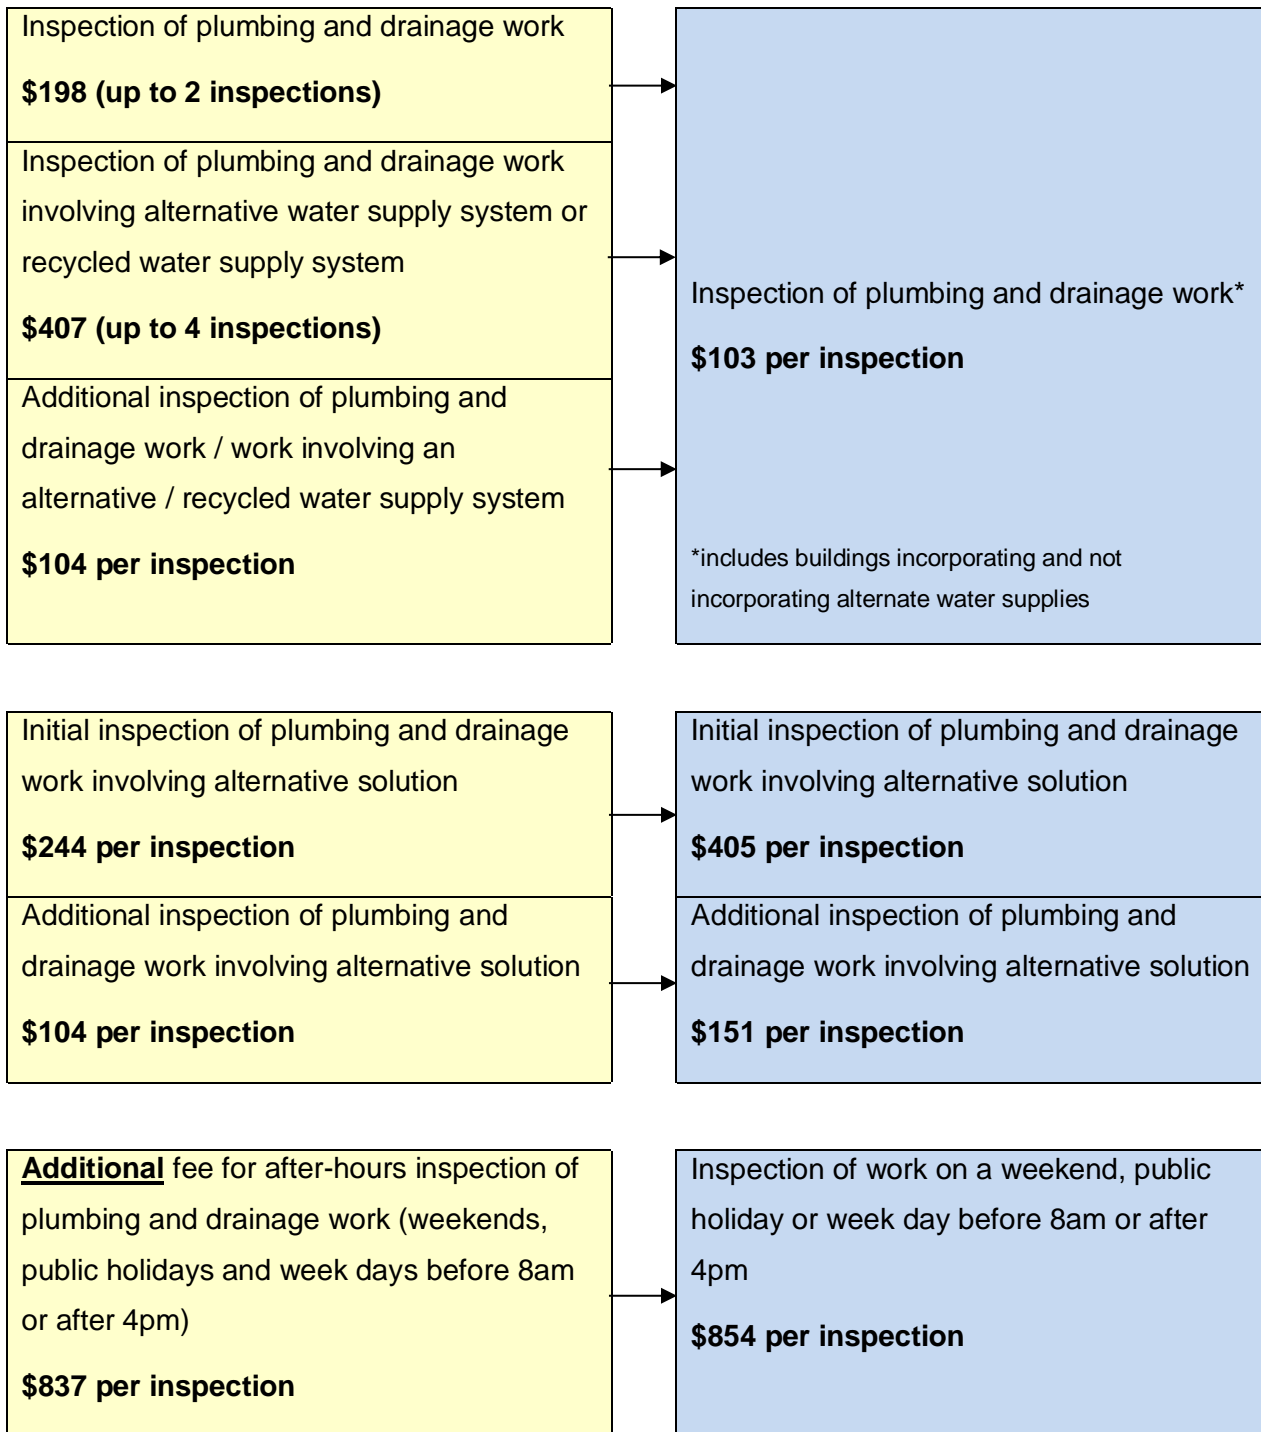 Inspection of plumbing and drainage work
$198 (up to 2 inspections)
Inspection of plumbing and drainage work
involving alternative water supply system or
recycled water supply system
$407 (up to 4 inspections)
Additional inspection of plumbing and
drainage work / work involving an
alternative / recycled water supply system
$104 per inspection
Inspection of plumbing and drainage work*
$103 per inspection
*includes buildings incorporating and not
incorporating alternate water supplies
Initial inspection of plumbing and drainage
work involving alternative solution
$244 per inspection
Initial inspection of plumbing and drainage
work involving alternative solution
$405 per inspection
Additional inspection of plumbing and
drainage work involving alternative solution
$104 per inspection
Additional inspection of plumbing and
drainage work involving alternative solution
$151 per inspection
Additional fee for after-hours inspection of
plumbing and drainage work (weekends,
public holidays and week days before 8am
or after 4pm)
$837 per inspection
Inspection of work on a weekend, public
holiday or week day before 8am or after
4pm
$854 per inspection